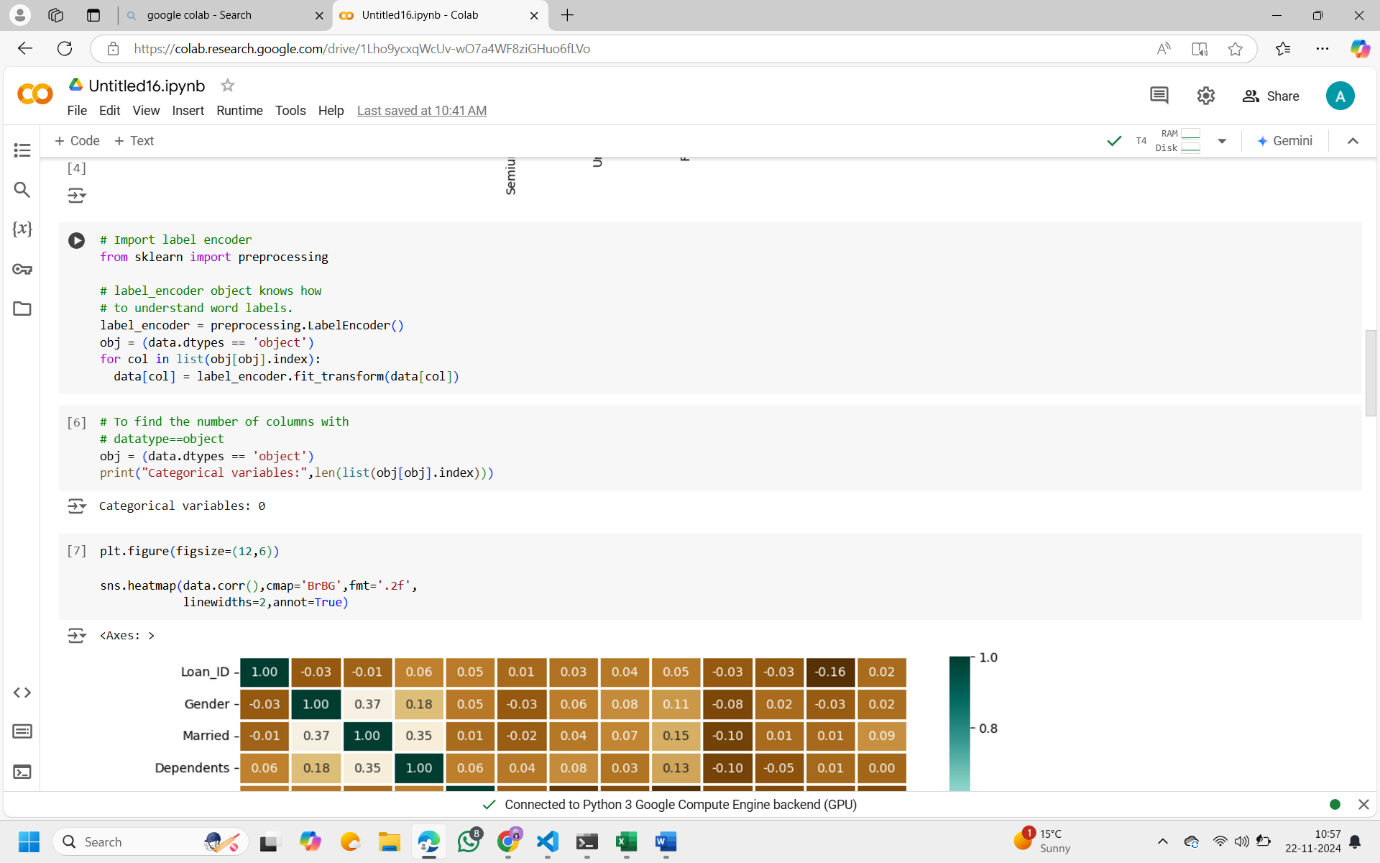 google colab - Search
Untitled16.ipynb - Colab
https://colab.research.google.com/drive/1Lho9ycxqWcUv-wO7a4WF8ziGHuo6fLVo
Untitled16.ipynb
File Edit View Insert Runtime Tools Help Last saved at 10:41 AM
Share
A
+ Code + Text
T4 RAM
Disk
Gemini
[4]
# Import label encoder
from sklearn import preprocessing
# label_encoder object knows how
# to understand word labels.
label_encoder = preprocessing.LabelEncoder()
obj = (data.dtypes == 'object')
for col in list(obj[obj].index):
  data[col] = label_encoder.fit_transform(data[col])
[6] # To find the number of columns with
# datatype==object
obj = (data.dtypes == 'object')
print("Categorical variables:",len(list(obj[obj].index)))
Categorical variables: 0
[7] plt.figure(figsize=(12,6))
sns.heatmap(data.corr(),cmap='BrBG',fmt='.2f',
            linewidths=2,annot=True)
<Axes: >
Loan_ID 1.00 -0.03 -0.01 0.06 0.05 0.01 0.03 0.04 0.05 -0.03 -0.03 -0.16 0.02
1.0
Gender -0.03 1.00 0.37 0.18 0.05 -0.03 0.06 0.08 0.11 -0.08 0.02 -0.03 0.02
Married -0.01 0.37 1.00 0.35 0.01 -0.02 0.04 0.07 0.15 -0.10 0.01 0.01 0.09
0.8
Dependents 0.06 0.18 0.35 1.00 0.06 0.04 0.08 0.03 0.13 -0.10 -0.05 0.01 0.00
Connected to Python 3 Google Compute Engine backend (GPU)
Search
8
1
15°C
Sunny
10:57
22-11-2024